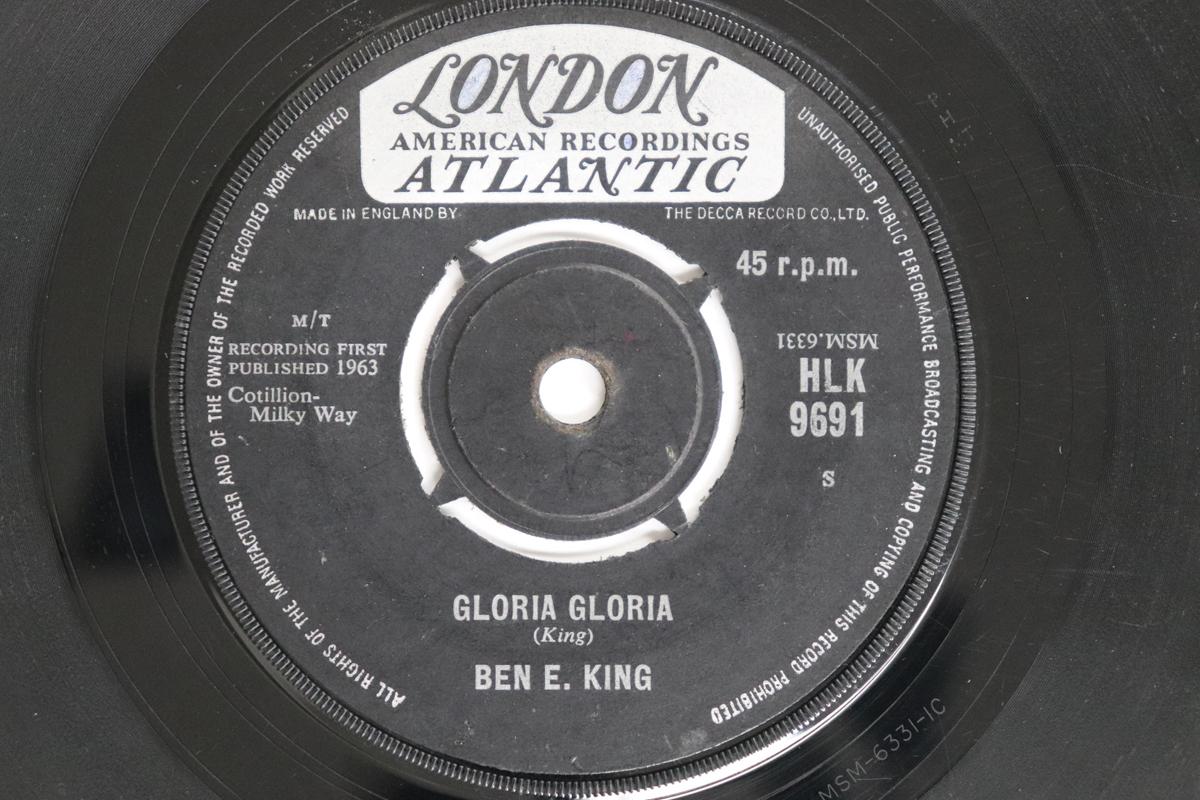 LONDON
AMERICAN RECORDINGS
ATLANTIC
MADE IN ENGLAND BY THE DECCA RECORD CO., LTD.
45 r.p.m.
M/T
RECORDING FIRST
PUBLISHED 1963
Cotillion-
Milky Way
MSM.6331
HLK
9691
S
GLORIA GLORIA
(King)
BEN E. KING
ALL RIGHTS OF THE MANUFACTURER AND OF THE OWNER OF THE RECORDED WORK RESERVED
UNAUTHORISED PUBLIC PERFORMANCE BROADCASTING AND COPYING OF THIS RECORD PROHIBITED
MSM-6331-1C